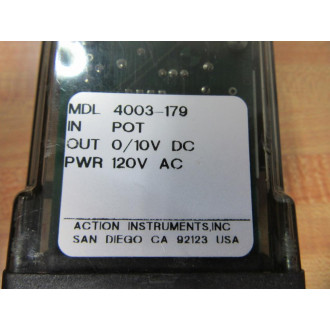 MDL 4003-179
IN POT
OUT 0/10V DC
PWR 120V AC
ACTION INSTRUMENTS,INC
SAN DIEGO CA 92123 USA